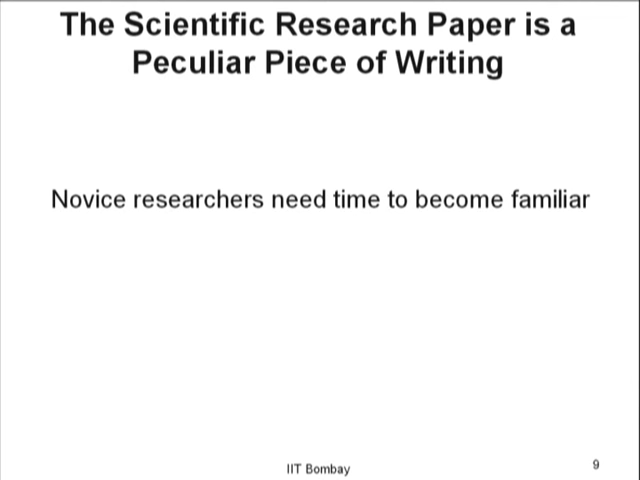 The Scientific Research Paper is a
Peculiar Piece of Writing
Novice researchers need time to become familiar
IIT Bombay
9